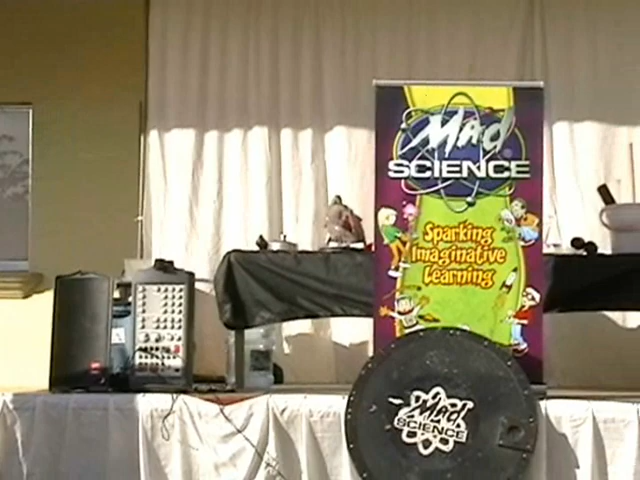 Mad
SCIENCE
Sparking
Imaginative
Learning
Mad
SCIENCE